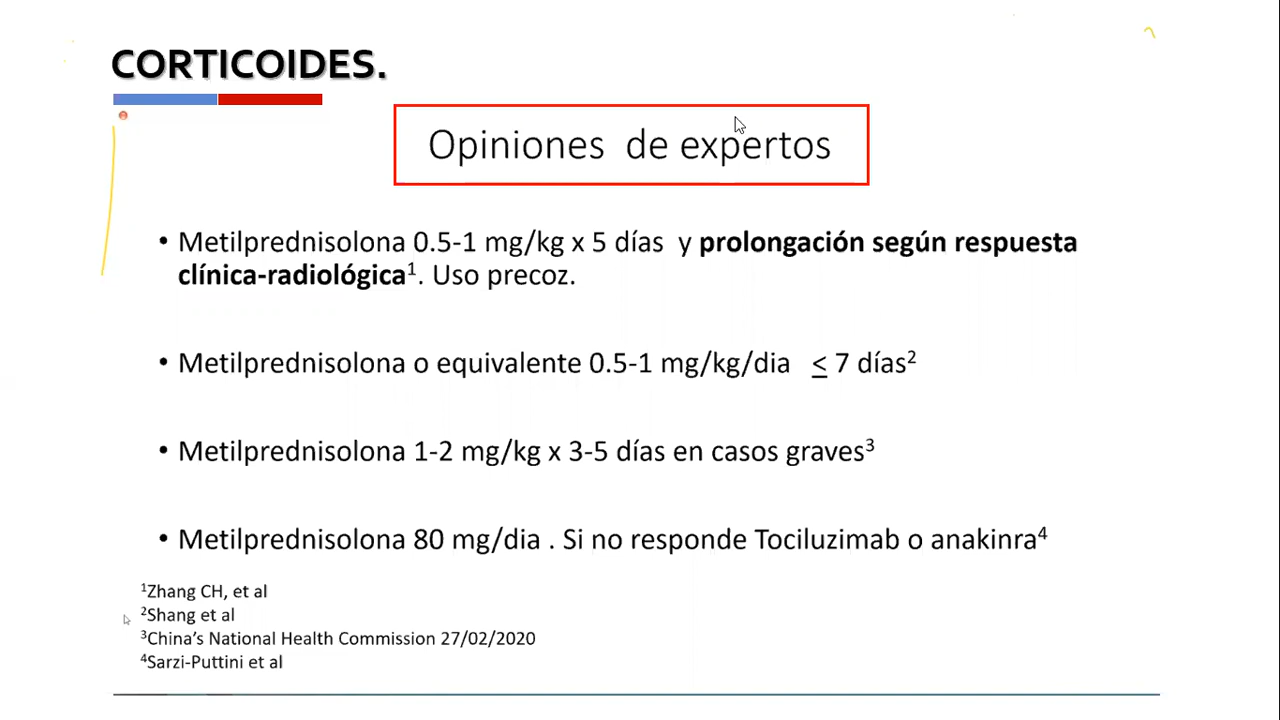 CORTICOIDES.
Opiniones de expertos
• Metilprednisolona 0.5-1 mg/kg x 5 días y prolongación según respuesta
clínica-radiológica¹. Uso precoz.
• Metilprednisolona o equivalente 0.5-1 mg/kg/dia ≤ 7 días²
• Metilprednisolona 1-2 mg/kg x 3-5 días en casos graves³
• Metilprednisolona 80 mg/dia . Si no responde Tociluzimab o anakinra⁴
¹Zhang CH, et al
²Shang et al
³China's National Health Commission 27/02/2020
⁴Sarzi-Puttini et al